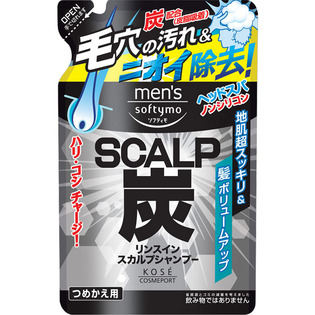 OPEN
炭配合(皮脂吸着)
毛穴の汚れ&
ニオイ除去!
men's
softymo
ソフティモ
ヘッドスパ
ノンシリコン
地肌超スッキリ&
髪ボリュームアップ
ハリ・コシ チャージ!
SCALP
炭
リンスイン
スカルプシャンプー
KOSÉ
COSMEPORT
つめかえ用
飲み物ではありません